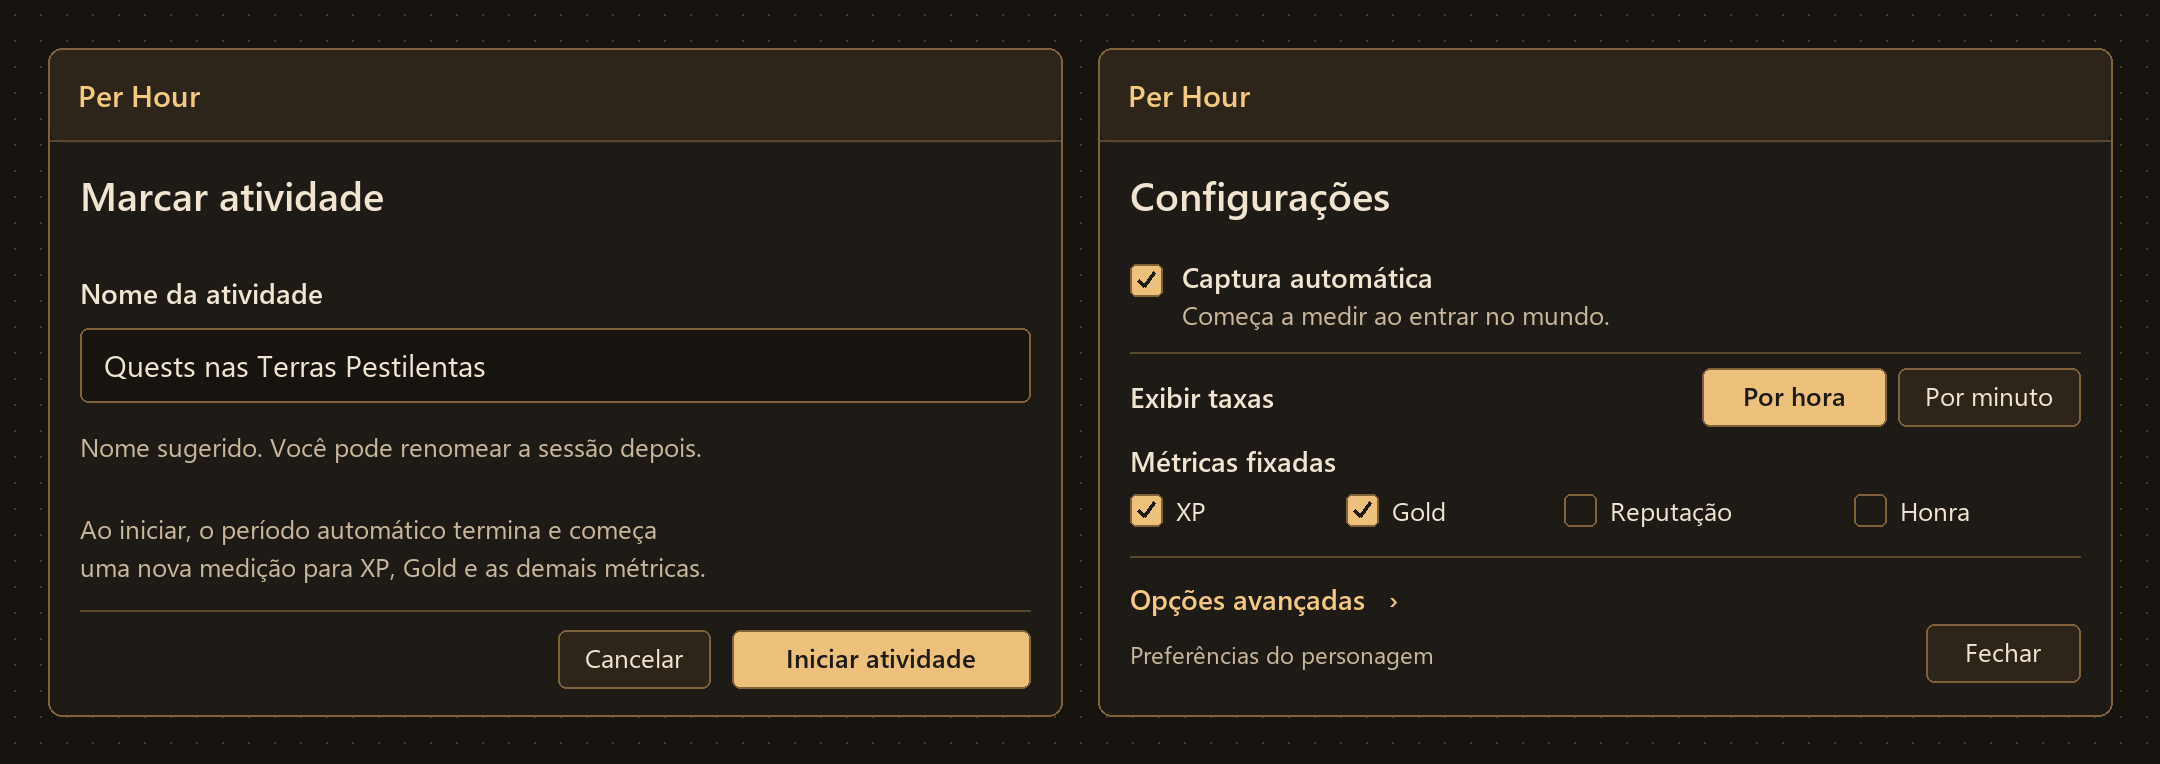 Per Hour
Marcar atividade
Nome da atividade
Quests nas Terras Pestilentas
Nome sugerido. Você pode renomear a sessão depois.
Ao iniciar, o período automático termina e começa
uma nova medição para XP, Gold e as demais métricas.
Cancelar
Iniciar atividade
Per Hour
Configurações
Captura automática
Começa a medir ao entrar no mundo.
Exibir taxas
Por hora
Por minuto
Métricas fixadas
XP
Gold
Reputação
Honra
Opções avançadas ›
Preferências do personagem
Fechar